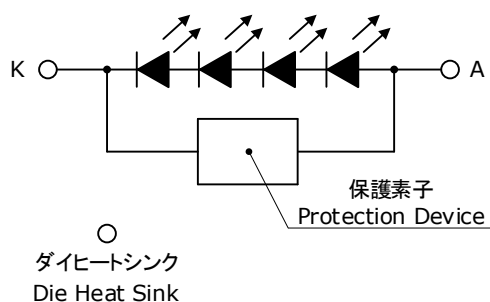 K
A
保護素子
Protection Device
ダイヒートシンク
Die Heat Sink